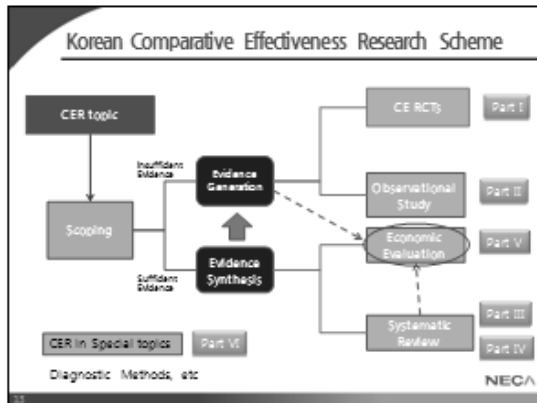 Korean Comparative Effectiveness Research Scheme
CER topic
CE RCTs
Part I
Insufficient
Evidence
Evidence
Generation
Observational
Study
Part II
Scoping
Economic
Evaluation
Part V
Evidence
Synthesis
Sufficient
Evidence
Systematic
Review
Part III
Part IV
CER in Special topics
Part VI
Diagnostic Methods, etc
NECA